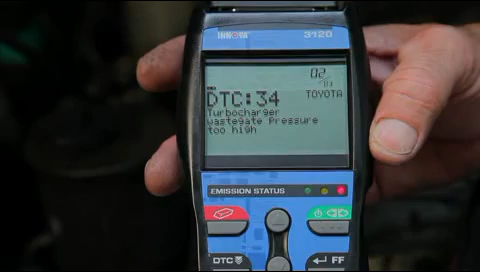 INNOVA 3120
02
DTC:34 TOYOTA
Turbocharger
wastegate Pressure
too high
EMISSION STATUS
DTC
FF